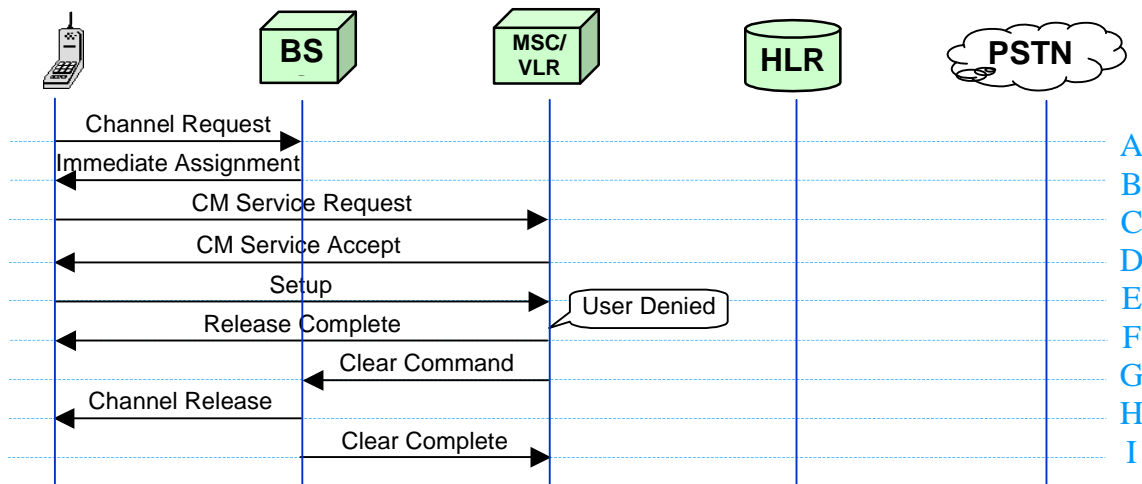 BS
MSC/
VLR
HLR
PSTN
Channel Request
A
Immediate Assignment
B
CM Service Request
C
CM Service Accept
D
Setup
E
User Denied
Release Complete
F
Clear Command
G
Channel Release
H
Clear Complete
I